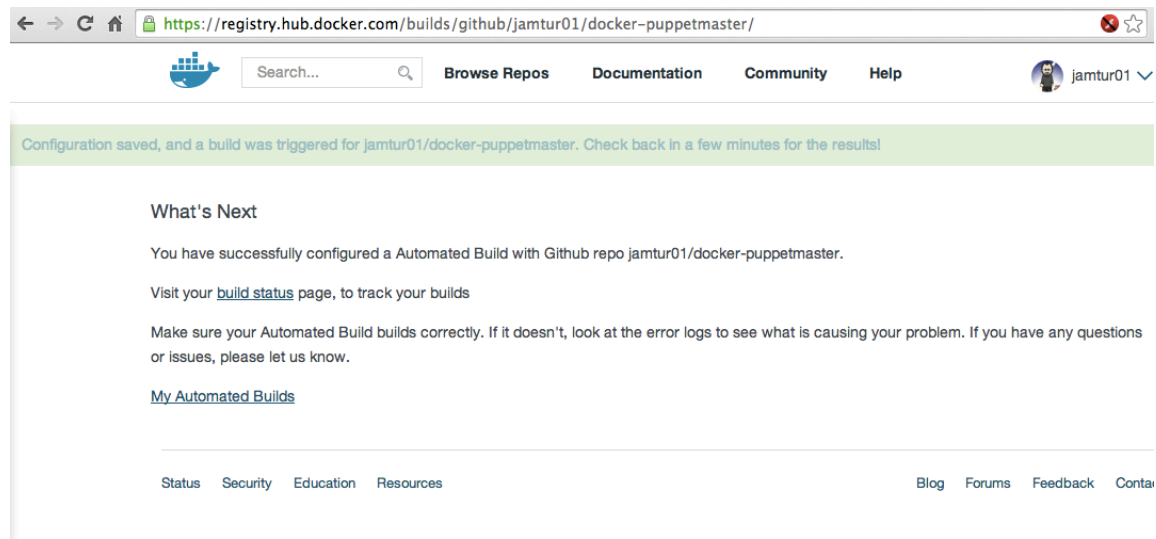 https://registry.hub.docker.com/builds/github/jamtur01/docker-puppetmaster/
Search... Browse Repos Documentation Community Help jamtur01
Configuration saved, and a build was triggered for jamtur01/docker-puppetmaster. Check back in a few minutes for the results!
What's Next
You have successfully configured a Automated Build with Github repo jamtur01/docker-puppetmaster.
Visit your build status page, to track your builds
Make sure your Automated Build builds correctly. If it doesn't, look at the error logs to see what is causing your problem. If you have any questions
or issues, please let us know.
My Automated Builds
Status Security Education Resources Blog Forums Feedback Contac